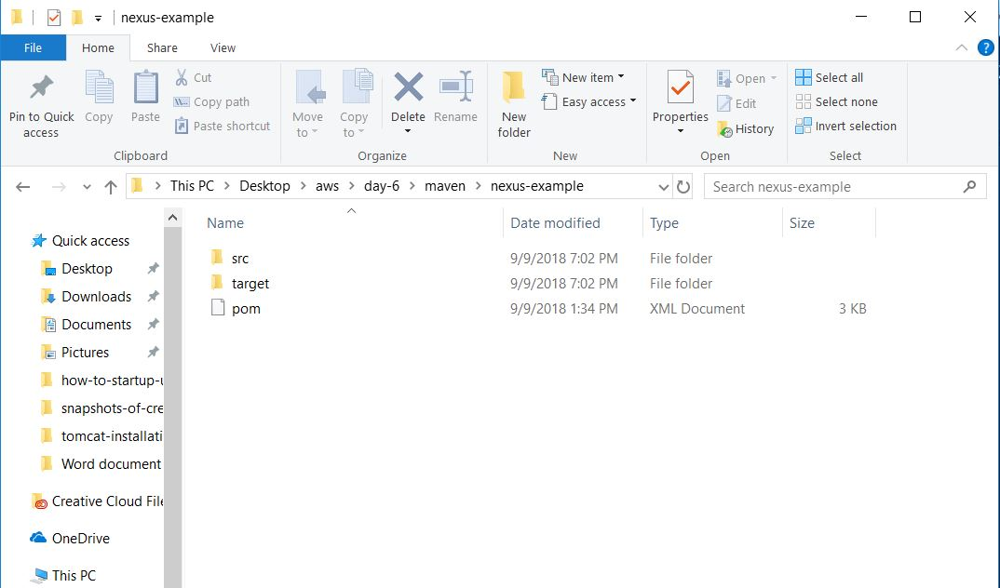 nexus-example
File Home Share View
Pin to Quick access
Copy
Paste
Cut
Copy path
Paste shortcut
Clipboard
Move to
Copy to
Delete
Rename
Organize
New folder
New item
Easy access
New
Properties
Open
Edit
History
Open
Select all
Select none
Invert selection
Select
This PC > Desktop > aws > day-6 > maven > nexus-example
Search nexus-example
Quick access
Desktop
Downloads
Documents
Pictures
how-to-startup-u
snapshots-of-cre
tomcat-installati
Word document
Creative Cloud File
OneDrive
This PC
Name Date modified Type Size
src 9/9/2018 7:02 PM File folder
target 9/9/2018 7:02 PM File folder
pom 9/9/2018 1:34 PM XML Document 3 KB